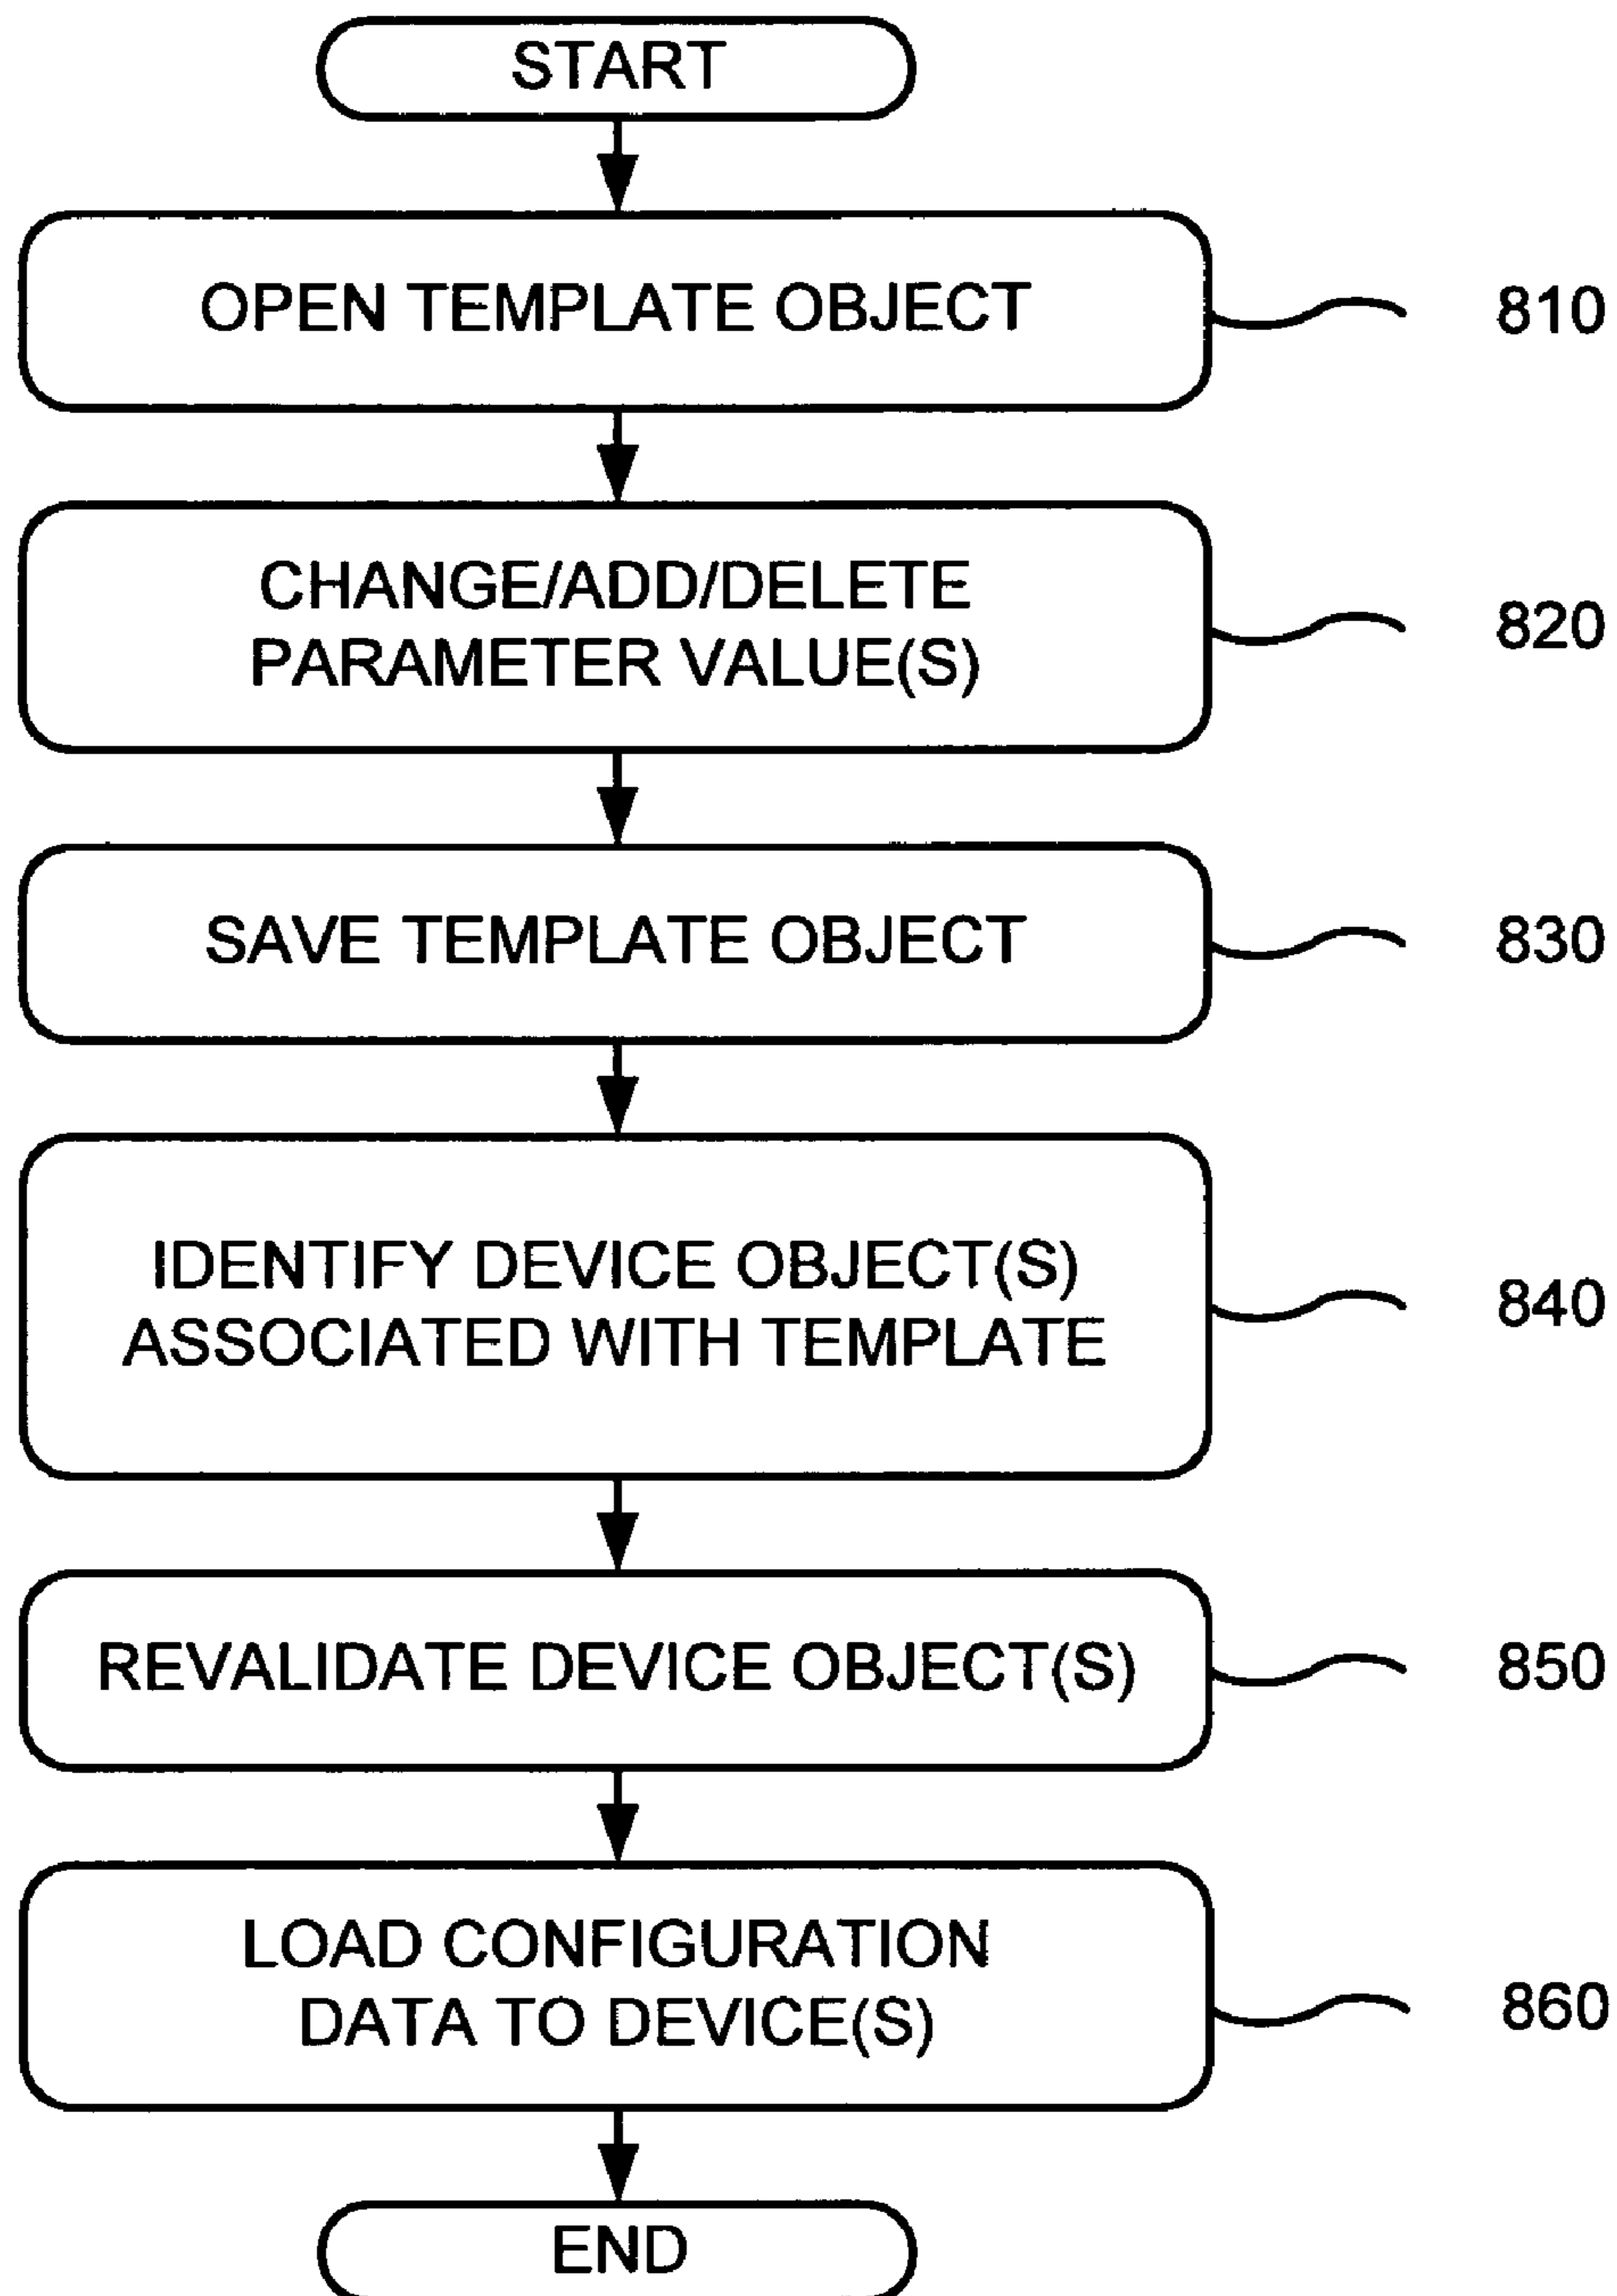 START
OPEN TEMPLATE OBJECT
810
CHANGE/ADD/DELETE
PARAMETER VALUE(S)
820
SAVE TEMPLATE OBJECT
830
IDENTIFY DEVICE OBJECT(S)
ASSOCIATED WITH TEMPLATE
840
REVALIDATE DEVICE OBJECT(S)
850
LOAD CONFIGURATION
DATA TO DEVICE(S)
860
END